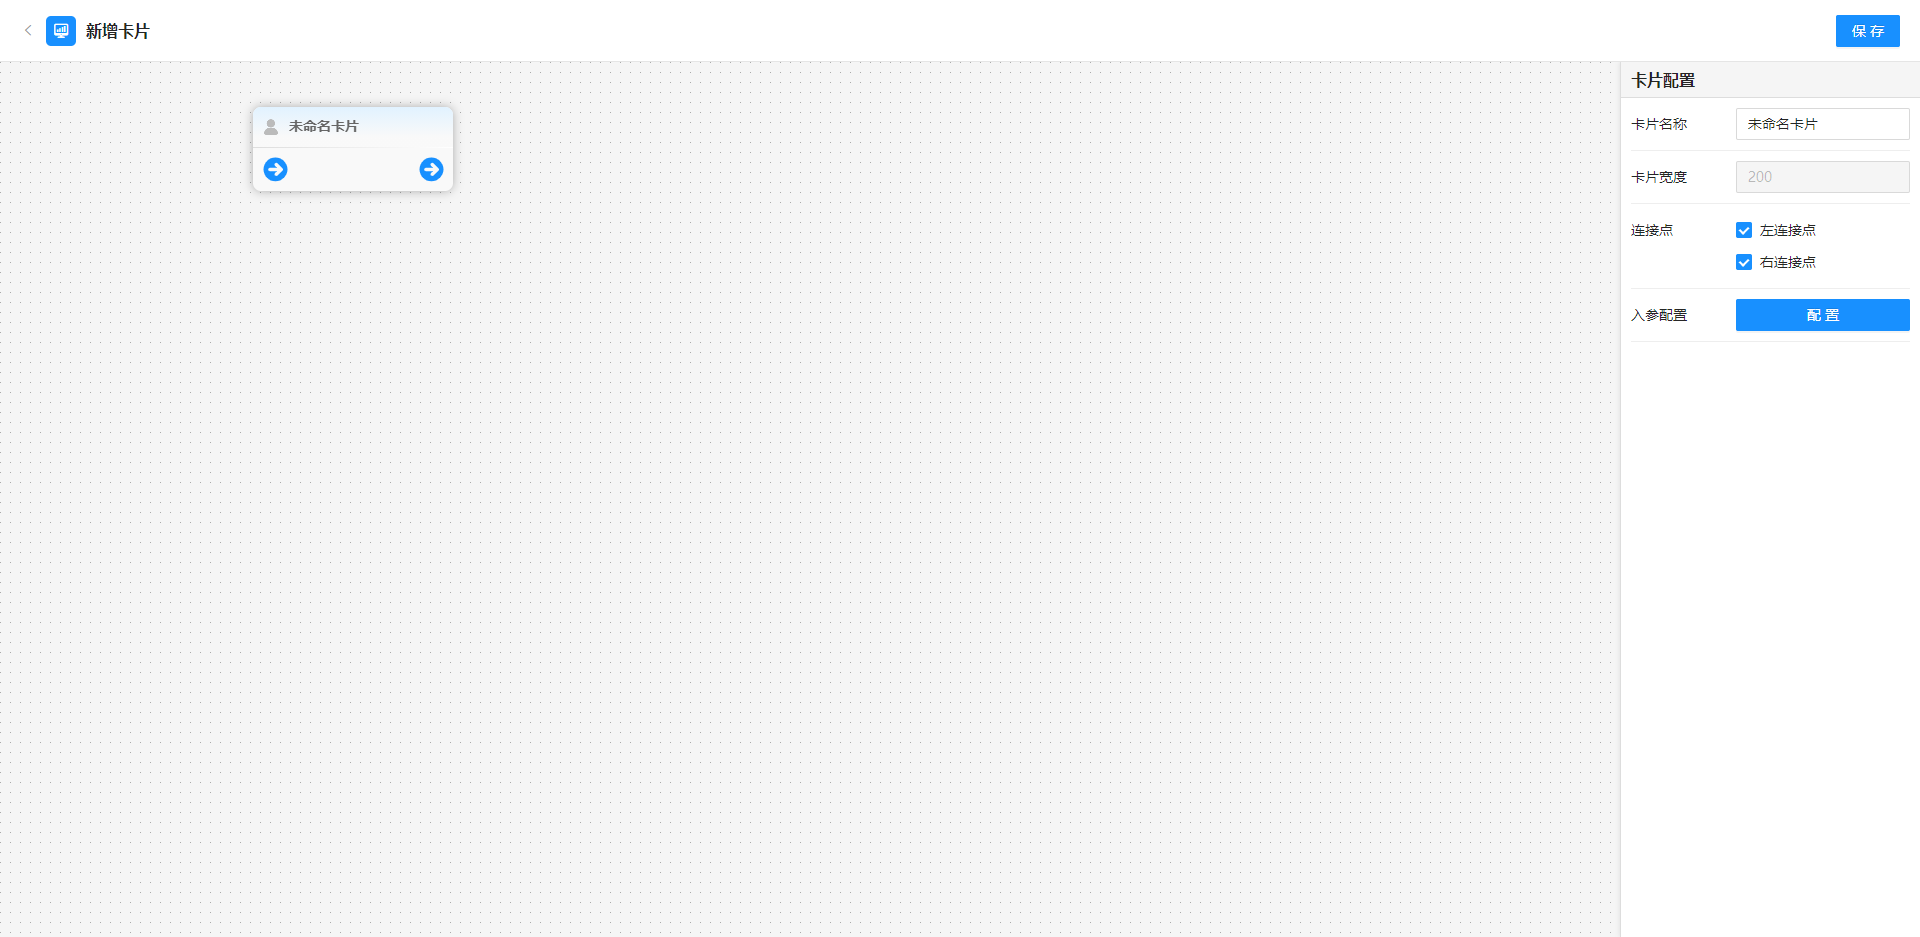 新增卡片
保 存
未命名卡片
卡片配置
卡片名称
未命名卡片
卡片宽度
200
连接点
左连接点
右连接点
入参配置
配 置